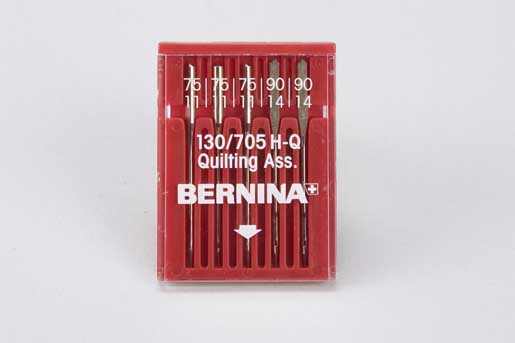 75 | 75 | 75 | 90 | 90
11 | 11 | 11 | 14 | 14
130/705 H-Q
Quilting Ass.
BERNINA